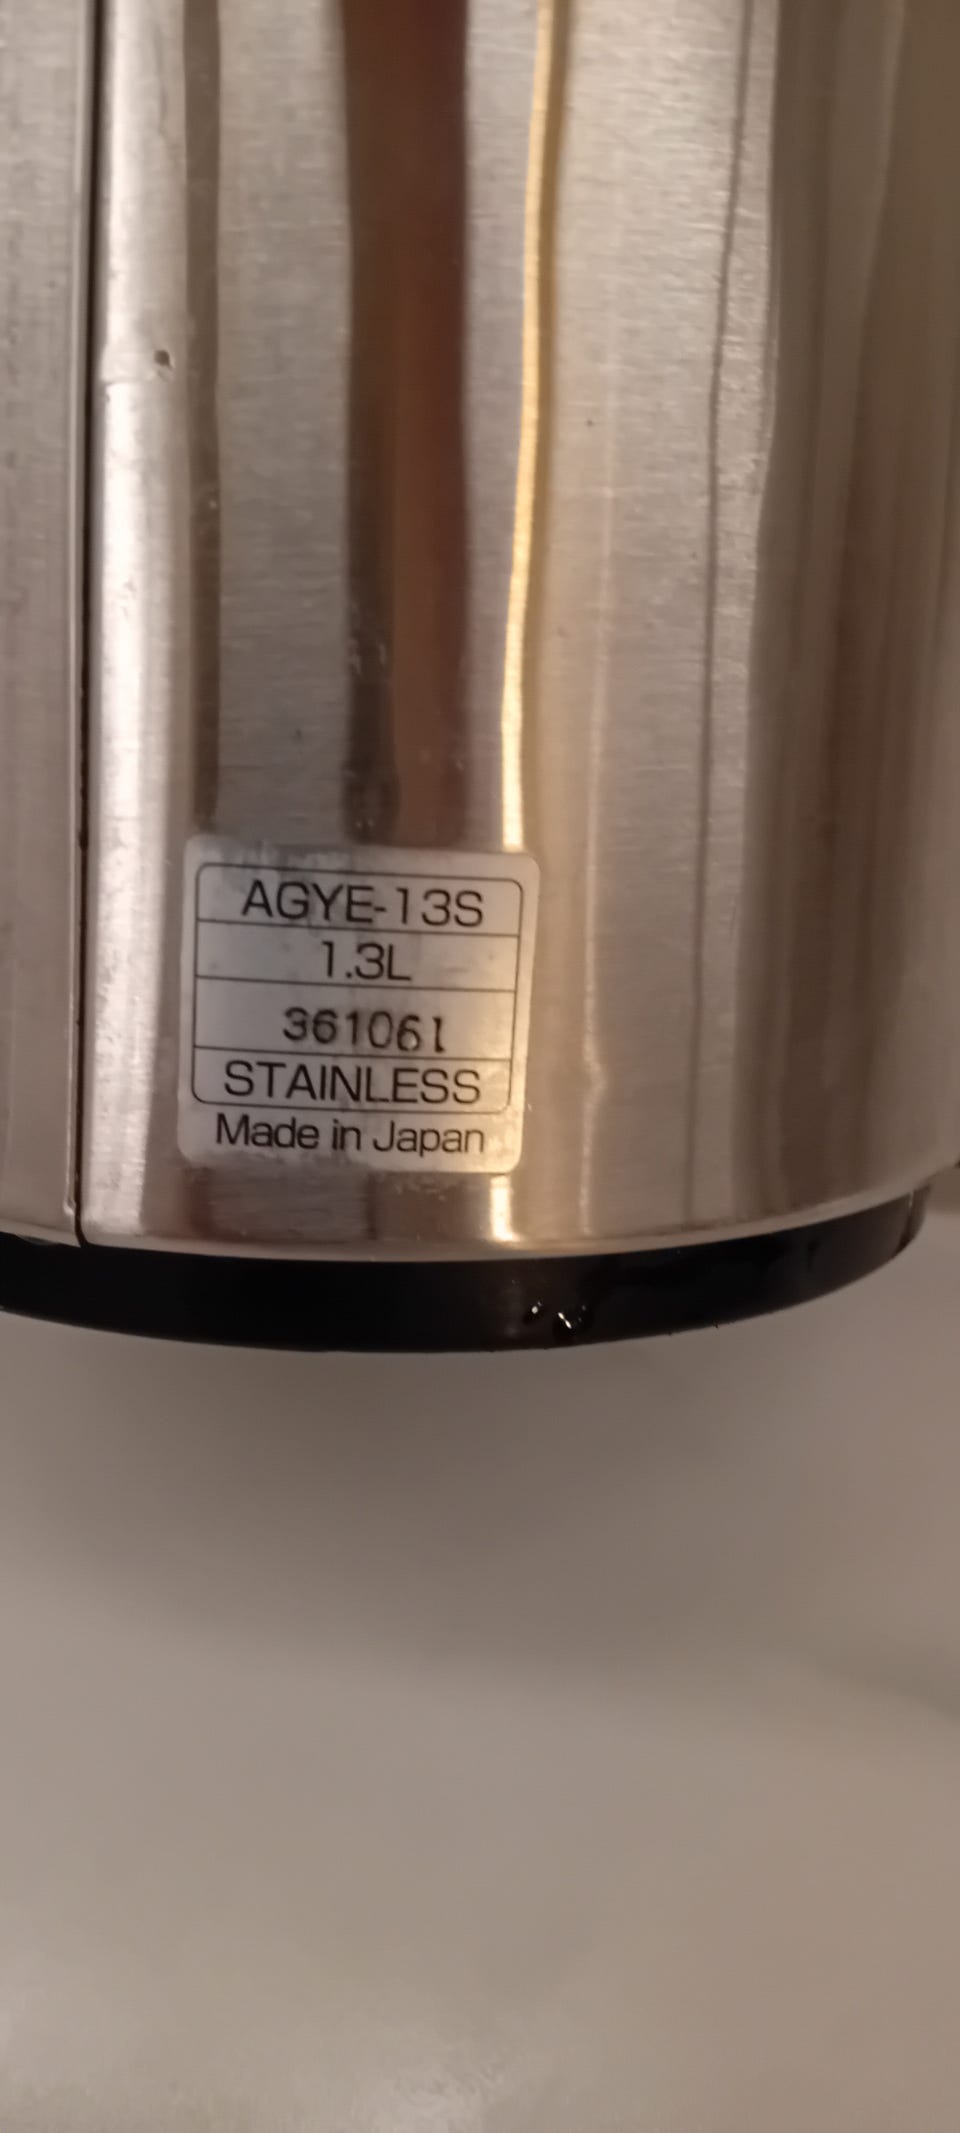 AGYE-13S
1.3L
361061
STAINLESS
Made in Japan